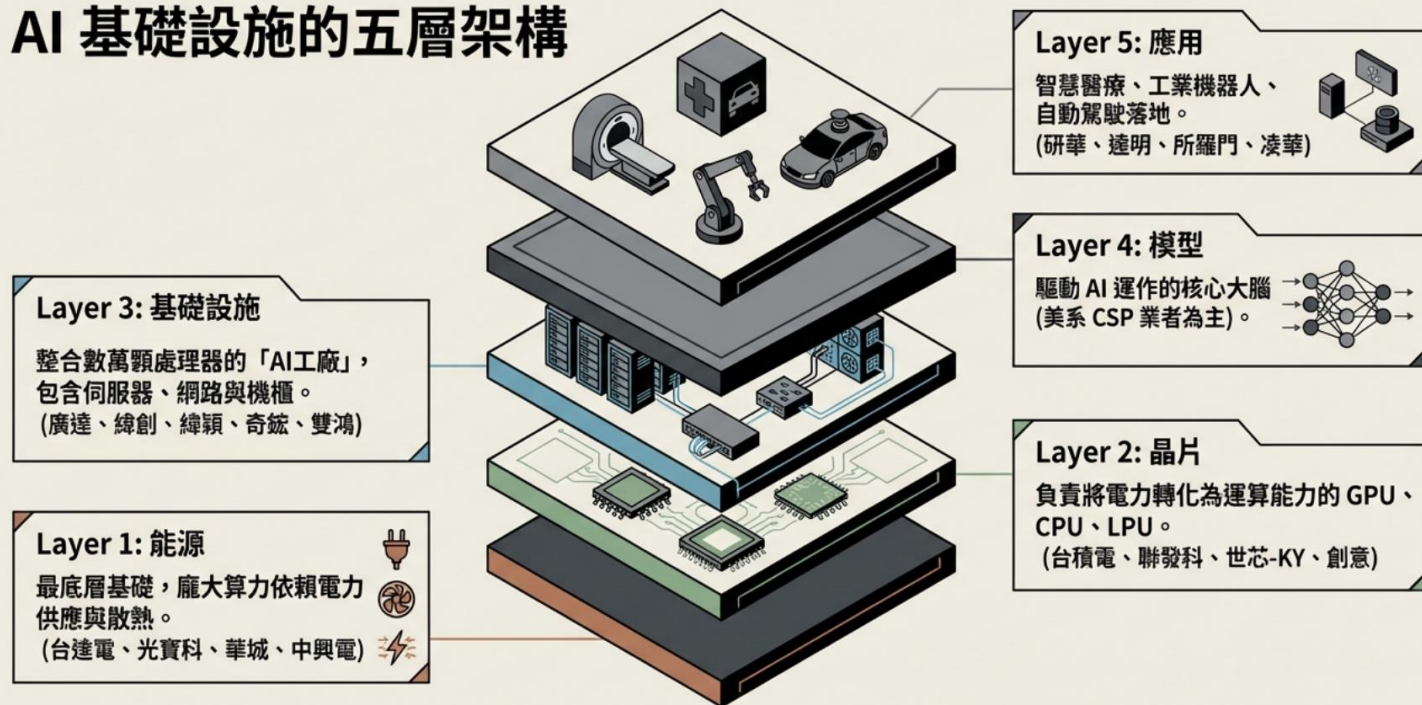 AI 基礎設施的五層架構
Layer 5: 應用
智慧醫療、工業機器人、
自動駕駛落地。
(研華、達明、所羅門、凌華)
Layer 4: 模型
驅動 AI 運作的核心大腦
(美系 CSP 業者為主)。
Layer 3: 基礎設施
整合數萬顆處理器的「AI工廠」,
包含伺服器、網路與機櫃。
(廣達、緯創、緯穎、奇鋐、雙鴻)
Layer 2: 晶片
負責將電力轉化為運算能力的 GPU、
CPU、LPU。
(台積電、聯發科、世芯-KY、創意)
Layer 1: 能源
最底層基礎,龐大算力依賴電力
供應與散熱。
(台達電、光寶科、華城、中興電)